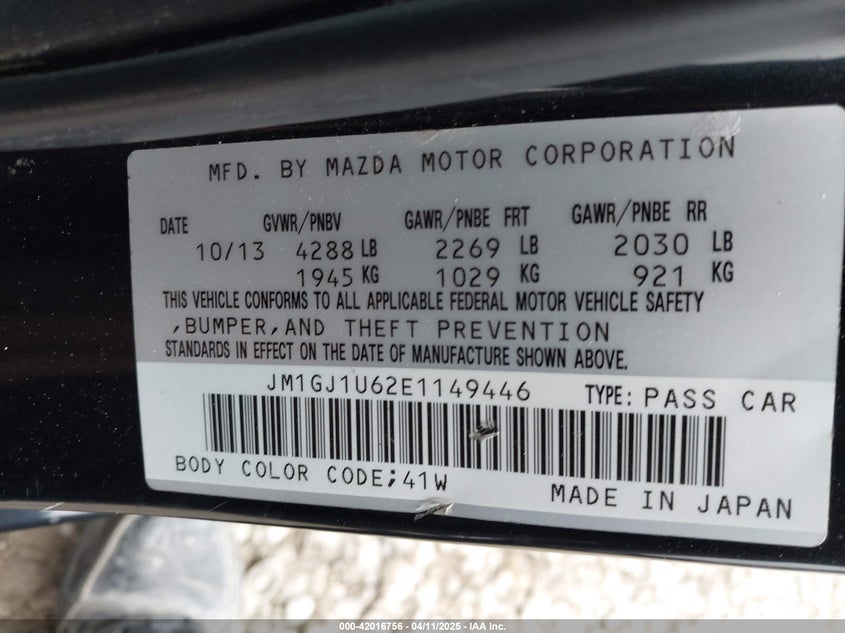 MFD. BY MAZDA MOTOR CORPORATION
DATE GVWR/PNBV GAWR/PNBE FRT GAWR/PNBE RR
10/13 4288 LB 2269 LB 2030 LB
1945 KG 1029 KG 921 KG
THIS VEHICLE CONFORMS TO ALL APPLICABLE FEDERAL MOTOR VEHICLE SAFETY
,BUMPER,AND THEFT PREVENTION
STANDARDS IN EFFECT ON THE DATE OF MANUFACTURE SHOWN ABOVE.
JM1GJ1U62E1149446 TYPE: PASS CAR
BODY COLOR CODE;41W
MADE IN JAPAN
000-42016756 - 04/11/2025 - IAA Inc.